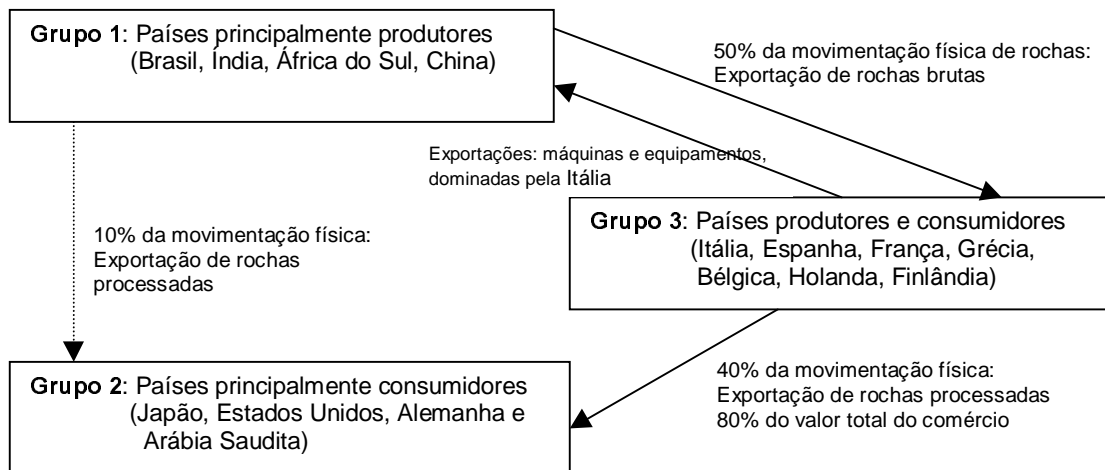 Grupo 1: Países principalmente produtores
(Brasil, Índia, África do Sul, China)
50% da movimentação física de rochas:
Exportação de rochas brutas
Exportações: máquinas e equipamentos,
dominadas pela Itália
Grupo 3: Países produtores e consumidores
(Itália, Espanha, França, Grécia,
Bélgica, Holanda, Finlândia)
10% da movimentação física:
Exportação de rochas
processadas
Grupo 2: Países principalmente consumidores
(Japão, Estados Unidos, Alemanha e
Arábia Saudita)
40% da movimentação física:
Exportação de rochas processadas
80% do valor total do comércio